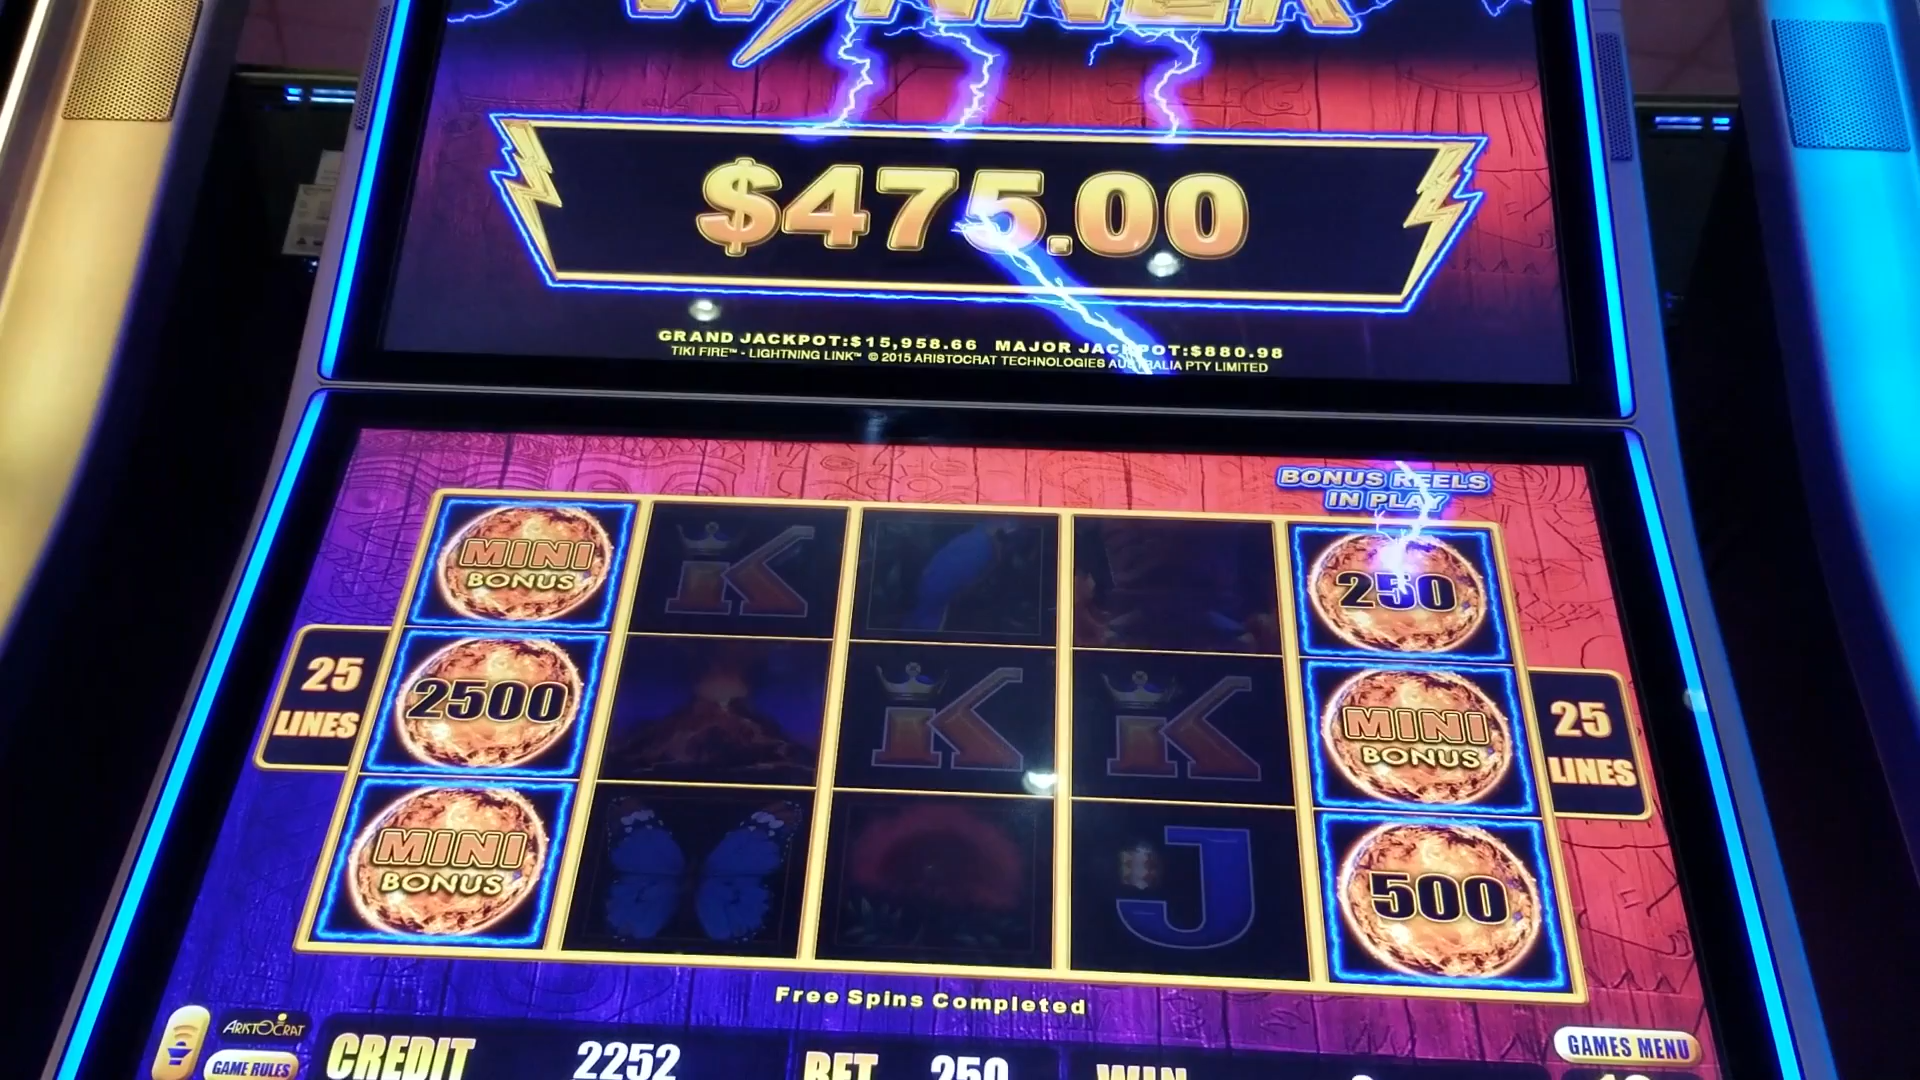 WINNER
$475.00
GRAND JACKPOT:$15,958.66 MAJOR JACKPOT:$880.98
TIKI FIRE™ - LIGHTNING LINK™ © 2015 ARISTOCRAT TECHNOLOGIES AUSTRALIA PTY LIMITED
BONUS REELS
IN PLAY
MINI
BONUS
K
250
25
LINES
2500
K
K
MINI
BONUS
25
LINES
MINI
BONUS
J
500
Free Spins Completed
ARISTOCRAT
GAME RULES
CREDIT 2252 BET 250 WIN
GAMES MENU